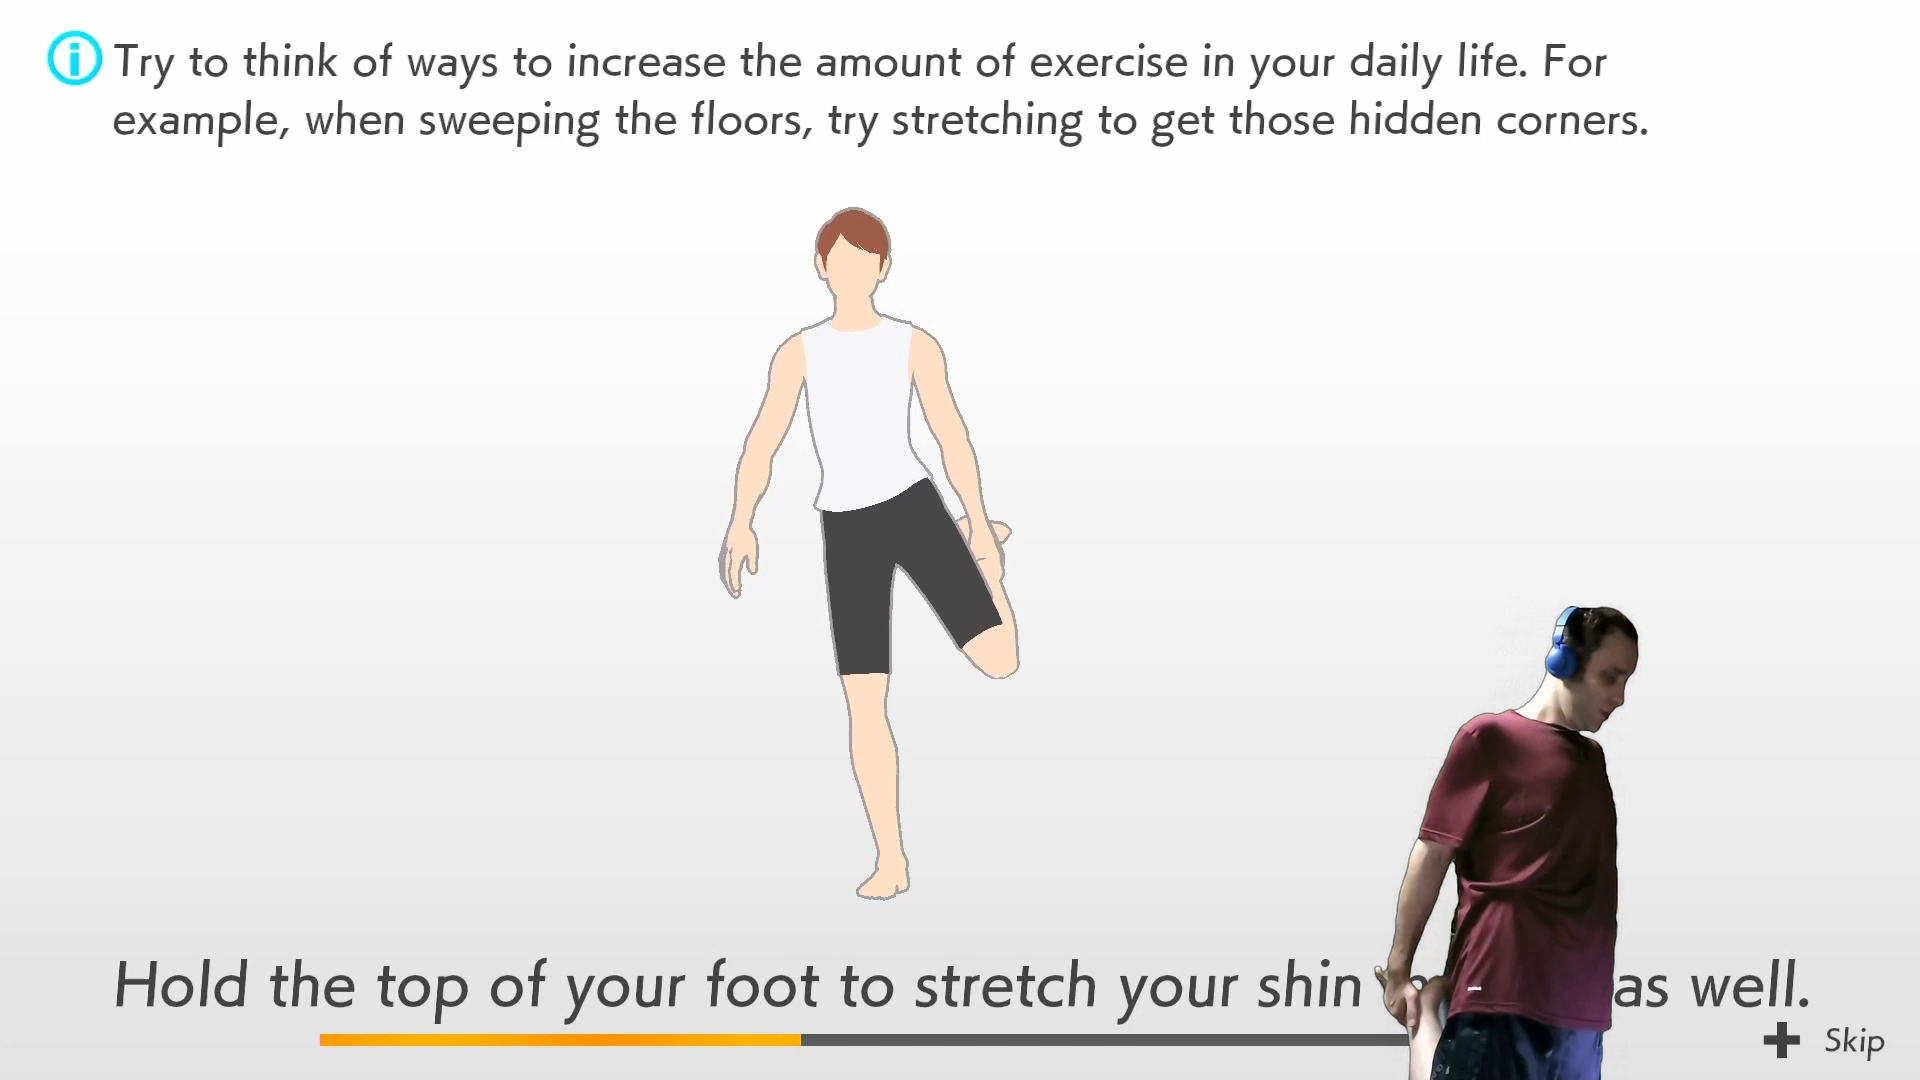 Try to think of ways to increase the amount of exercise in your daily life. For
example, when sweeping the floors, try stretching to get those hidden corners.
Hold the top of your foot to stretch your shin as well.
Skip